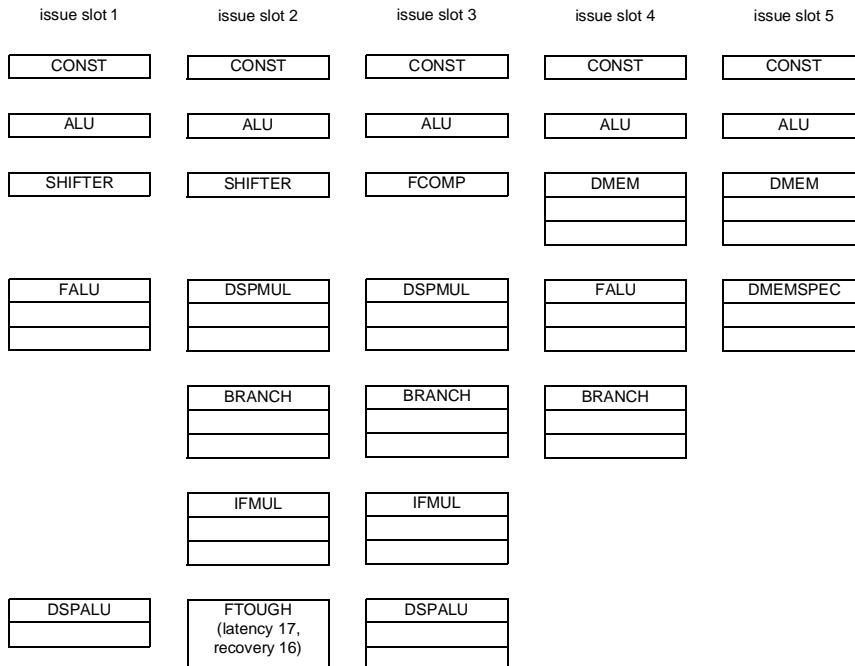 issue slot 1 issue slot 2 issue slot 3 issue slot 4 issue slot 5
CONST CONST CONST CONST CONST
ALU ALU ALU ALU ALU
SHIFTER SHIFTER FCOMP DMEM DMEM
FALU DSPMUL DSPMUL FALU DMEMSPEC
BRANCH BRANCH BRANCH
IFMUL IFMUL
DSPALU FTOUGH DSPALU
(latency 17,
recovery 16)